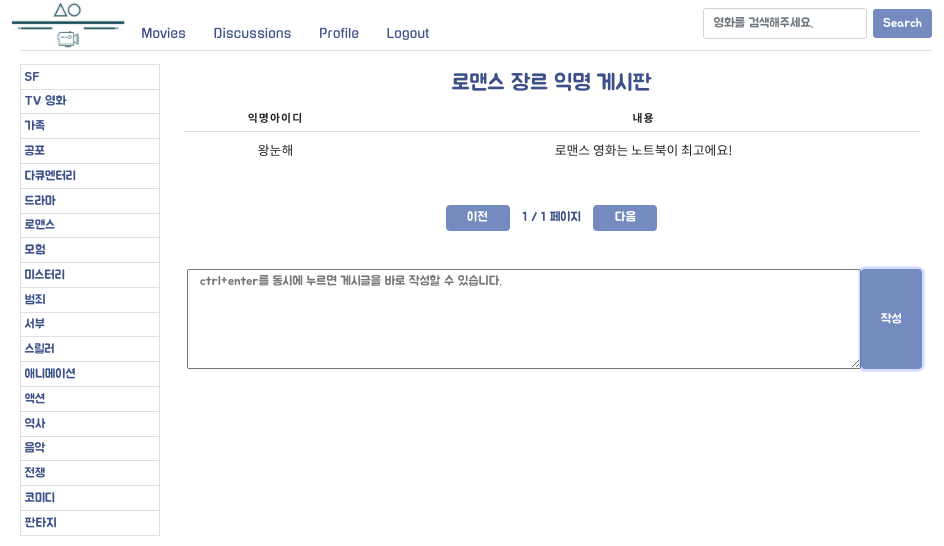 Movies Discussions Profile Logout 영화를 검색해주세요. Search
SF
TV 영화
가족
공포
다큐멘터리
드라마
로맨스
모험
미스터리
범죄
서부
스릴러
애니메이션
액션
역사
음악
전쟁
코미디
판타지
로맨스 장르 익명 게시판
익명아이디 내용
왕눈해 로맨스 영화는 노트북이 최고에요!
이전 1 / 1 페이지 다음
ctrl+enter를 동시에 누르면 게시글을 바로 작성할 수 있습니다.
작성